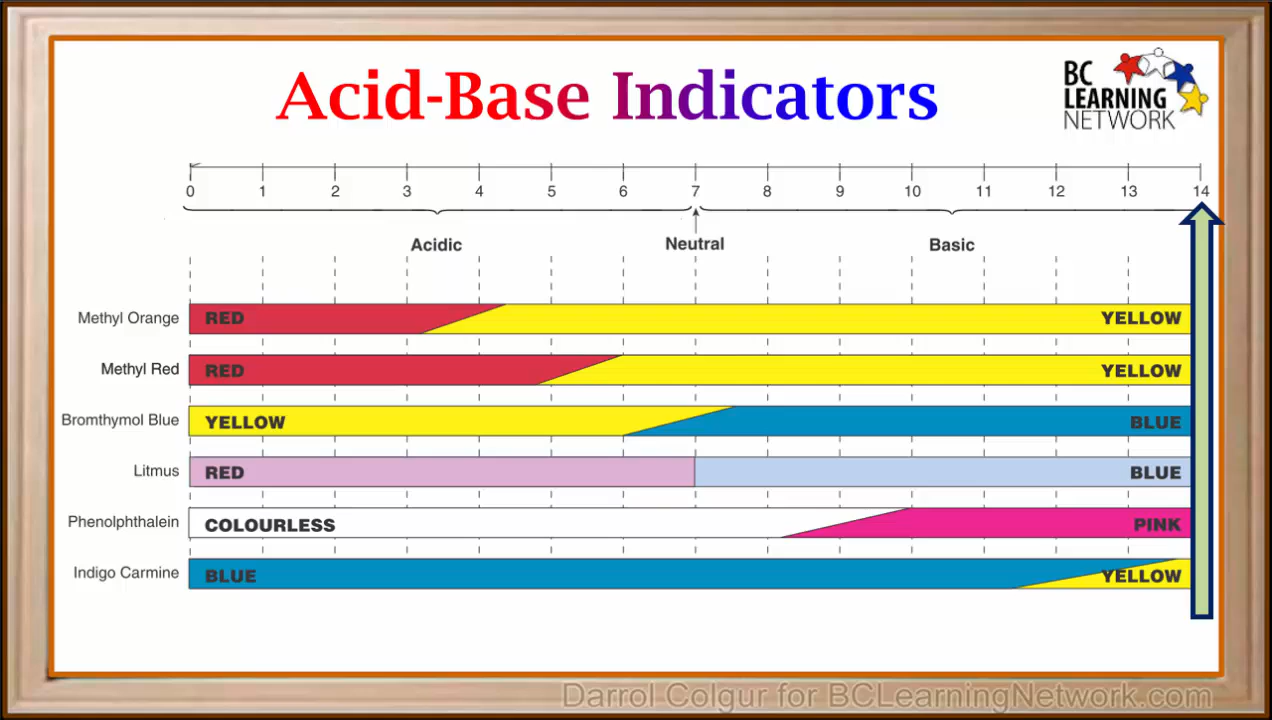 Acid-Base Indicators
BC
LEARNING
NETWORK
0 1 2 3 4 5 6 7 8 9 10 11 12 13 14
Acidic Neutral Basic
Methyl Orange RED YELLOW
Methyl Red RED YELLOW
Bromthymol Blue YELLOW BLUE
Litmus RED BLUE
Phenolphthalein COLOURLESS PINK
Indigo Carmine BLUE YELLOW
Darrol Colgur for BCLearningNetwork.com